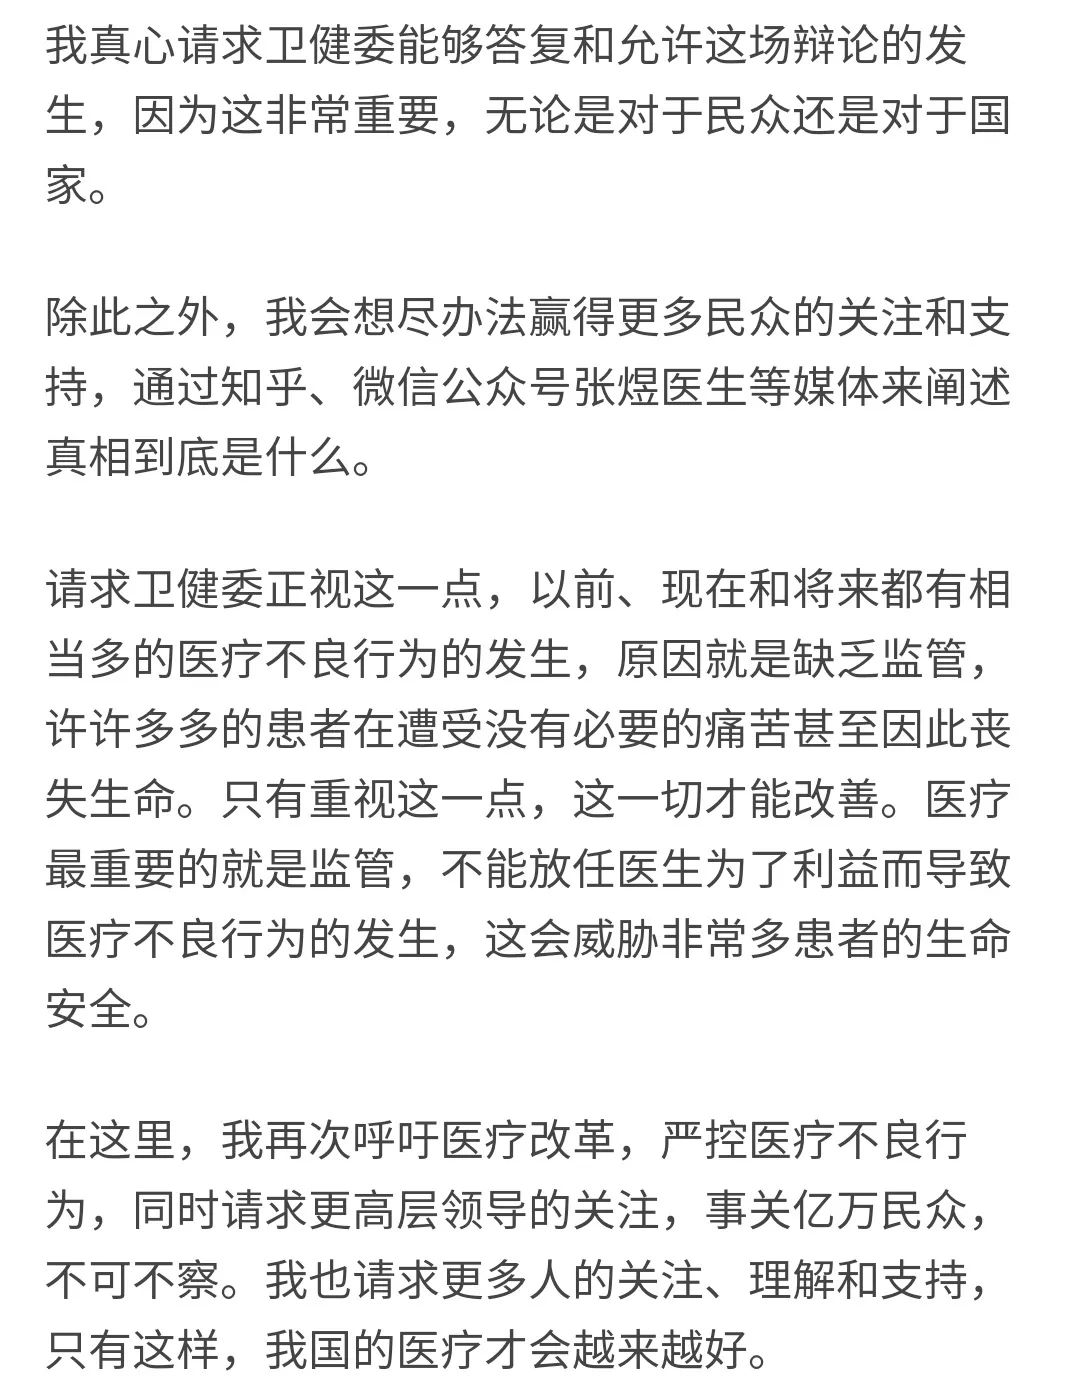 我真心请求卫健委能够答复和允许这场辩论的发
生，因为这非常重要，无论是对于民众还是对于国
家。
除此之外，我会想尽办法赢得更多民众的关注和支
持，通过知乎、微信公众号张煜医生等媒体来阐述
真相到底是什么。
请求卫健委正视这一点，以前、现在和将来都有相
当多的医疗不良行为的发生，原因就是缺乏监管，
许许多多的患者在遭受没有必要的痛苦甚至因此丧
失生命。只有重视这一点，这一切才能改善。医疗
最重要的就是监管，不能放任医生为了利益而导致
医疗不良行为的发生，这会威胁非常多患者的生命
安全。
在这里，我再次呼吁医疗改革，严控医疗不良行
为，同时请求更高层领导的关注，事关亿万民众，
不可不察。我也请求更多人的关注、理解和支持，
只有这样，我国的医疗才会越来越好。